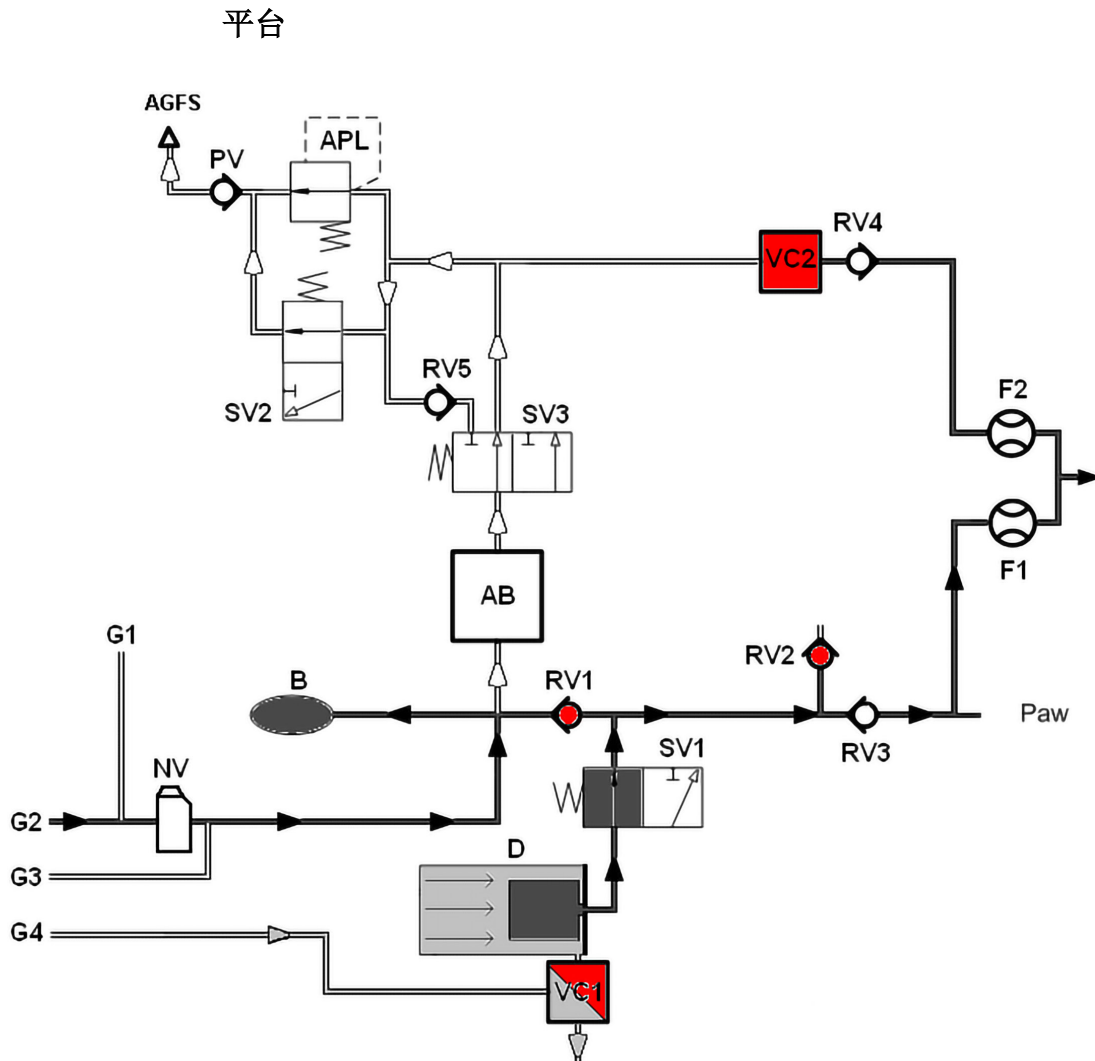 平台
AGFS
PV
APL
VC2
RV4
SV2
RV5
SV3
F2
F1
AB
G1
B
RV1
RV2
RV3
Paw
SV1
NV
G2
G3
D
G4
VC1